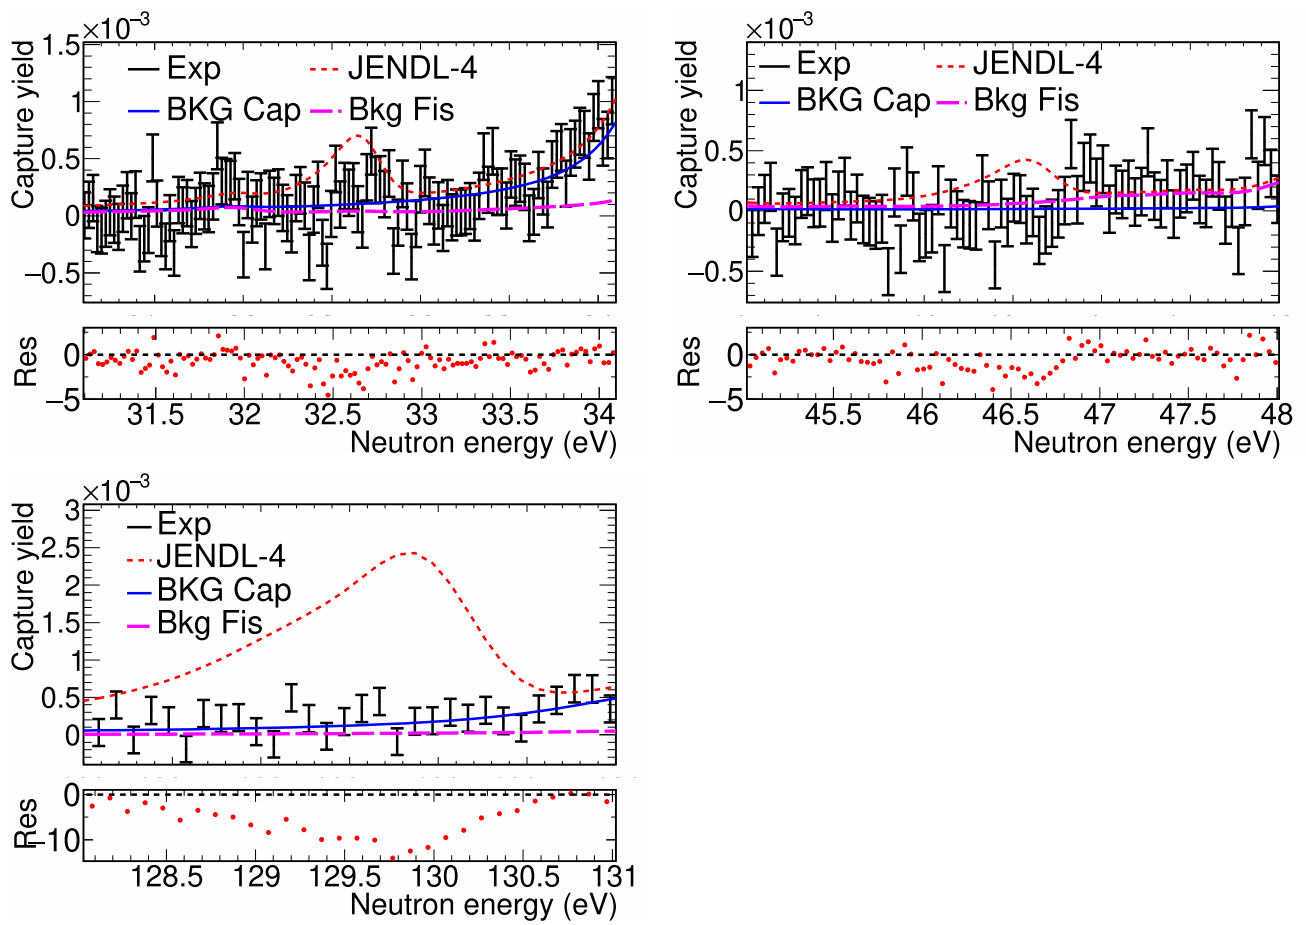 ×10⁻³
Capture yield
1.5
1
0.5
0
−0.5
Exp
JENDL-4
BKG Cap
Bkg Fis
Res
0
−5
31.5 32 32.5 33 33.5 34
Neutron energy (eV)
×10⁻³
Capture yield
1
0.5
0
−0.5
Exp
JENDL-4
BKG Cap
Bkg Fis
Res
0
−5
45.5 46 46.5 47 47.5 48
Neutron energy (eV)
×10⁻³
Capture yield
3
2.5
2
1.5
1
0.5
0
Exp
JENDL-4
BKG Cap
Bkg Fis
Res
0
−10
128.5 129 129.5 130 130.5 131
Neutron energy (eV)